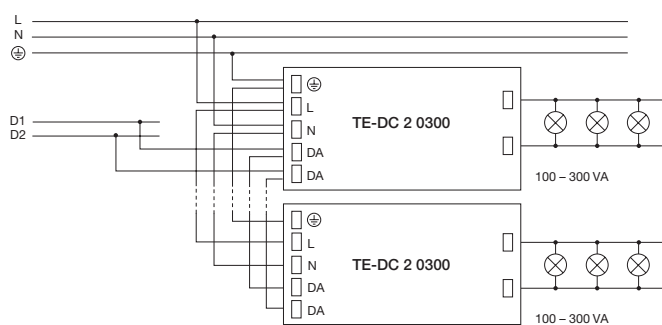 L
N
D1
D2
L
N
DA
DA
TE-DC 2 0300
100 – 300 VA
L
N
DA
DA
TE-DC 2 0300
100 – 300 VA